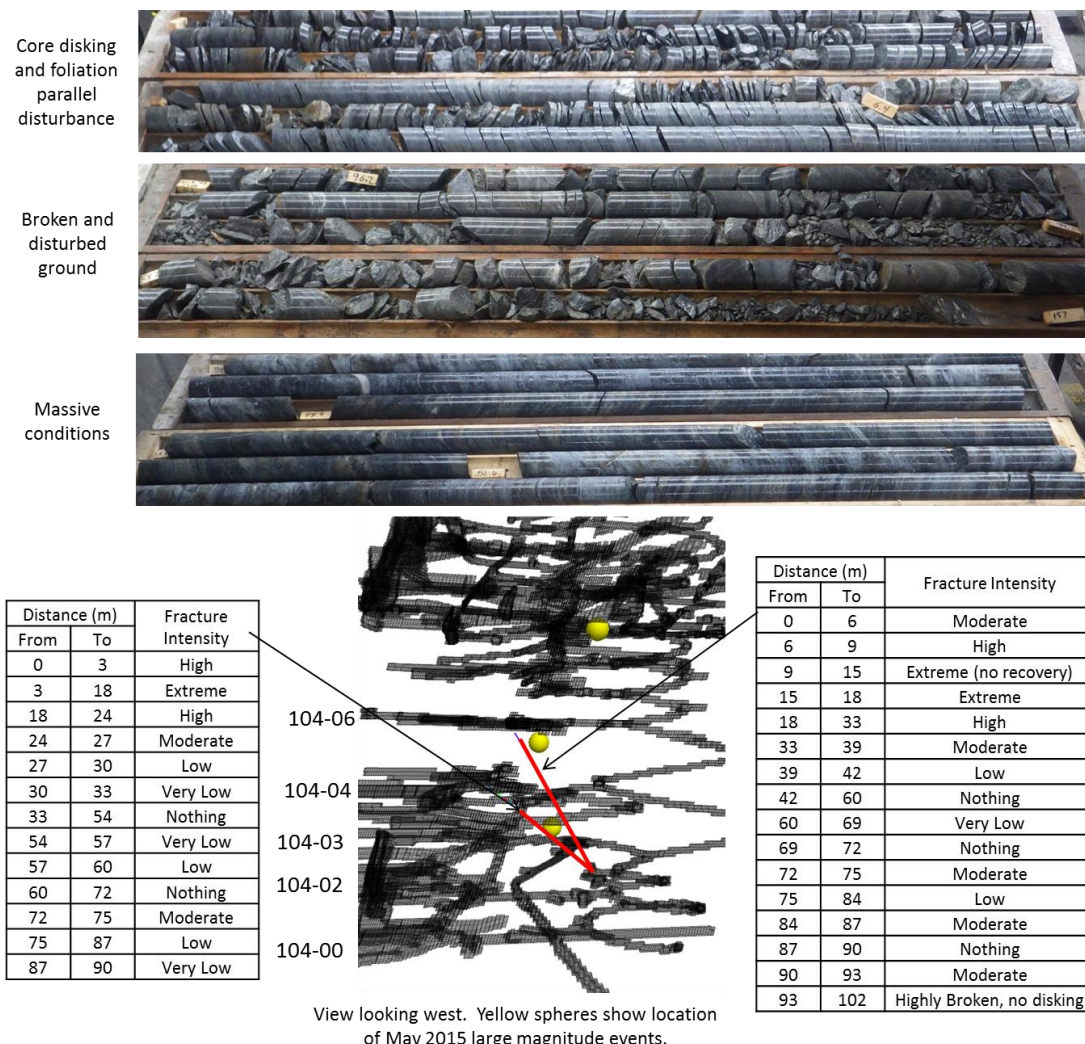 Core disking
and foliation
parallel
disturbance
6.4
Broken and
disturbed
ground
96.7
157
Massive
conditions
51.4
Distance (m) Fracture Intensity
From To
0 3 High
3 18 Extreme
18 24 High
24 27 Moderate
27 30 Low
30 33 Very Low
33 54 Nothing
54 57 Very Low
57 60 Low
60 72 Nothing
72 75 Moderate
75 87 Low
87 90 Very Low
104-06
104-04
104-03
104-02
104-00
Distance (m) Fracture Intensity
From To
0 6 Moderate
6 9 High
9 15 Extreme (no recovery)
15 18 Extreme
18 33 High
33 39 Moderate
39 42 Low
42 60 Nothing
60 69 Very Low
69 72 Nothing
72 75 Moderate
75 84 Low
84 87 Moderate
87 90 Nothing
90 93 Moderate
93 102 Highly Broken, no disking
View looking west. Yellow spheres show location
of May 2015 large magnitude events.